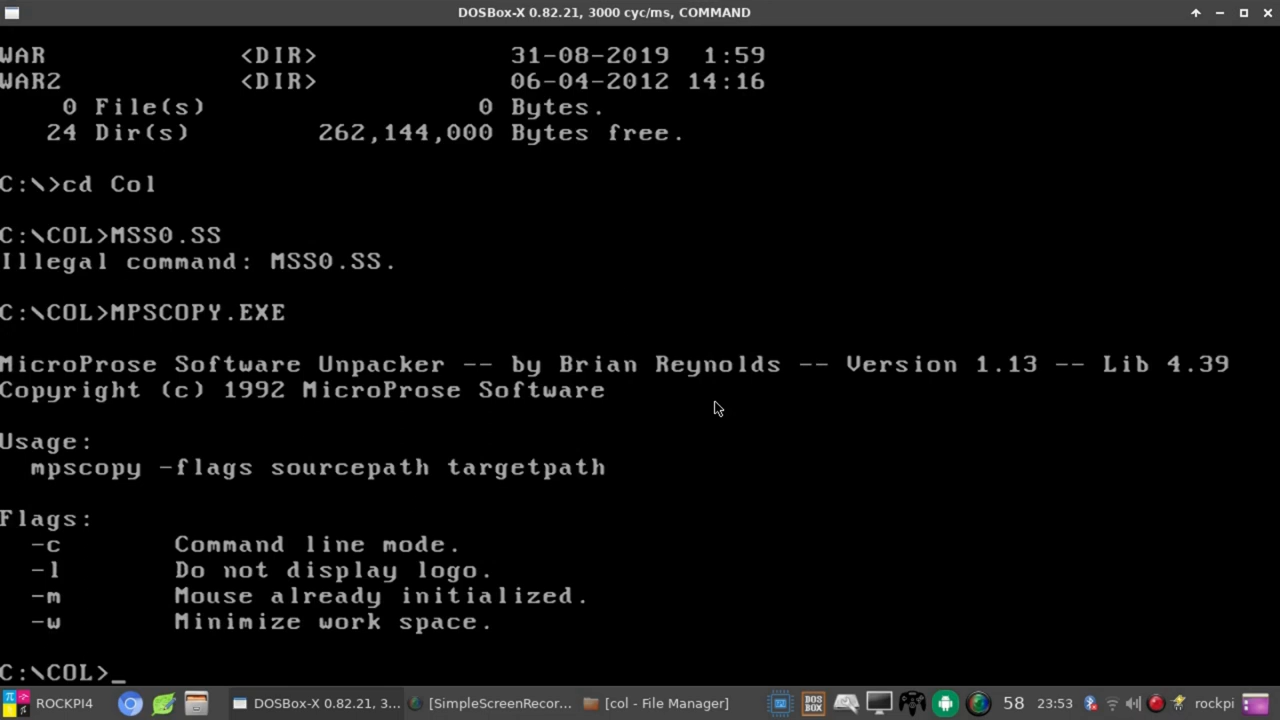 DOSBox-X 0.82.21, 3000 cyc/ms, COMMAND
WAR <DIR> 31-08-2019 1:59
WAR2 <DIR> 06-04-2012 14:16
0 File(s) 0 Bytes.
24 Dir(s) 262,144,000 Bytes free.
C:\>cd Col
C:\COL>MSS0.SS
Illegal command: MSS0.SS.
C:\COL>MPSCOPY.EXE
MicroProse Software Unpacker -- by Brian Reynolds -- Version 1.13 -- Lib 4.39
Copyright (c) 1992 MicroProse Software
Usage:
mpscopy -flags sourcepath targetpath
Flags:
-c Command line mode.
-l Do not display logo.
-m Mouse already initialized.
-w Minimize work space.
C:\COL>_
ROCKPI4 DOSBox-X 0.82.21, 3... [SimpleScreenRecor... [col - File Manager] DOS BOX 58 23:53 rockpi